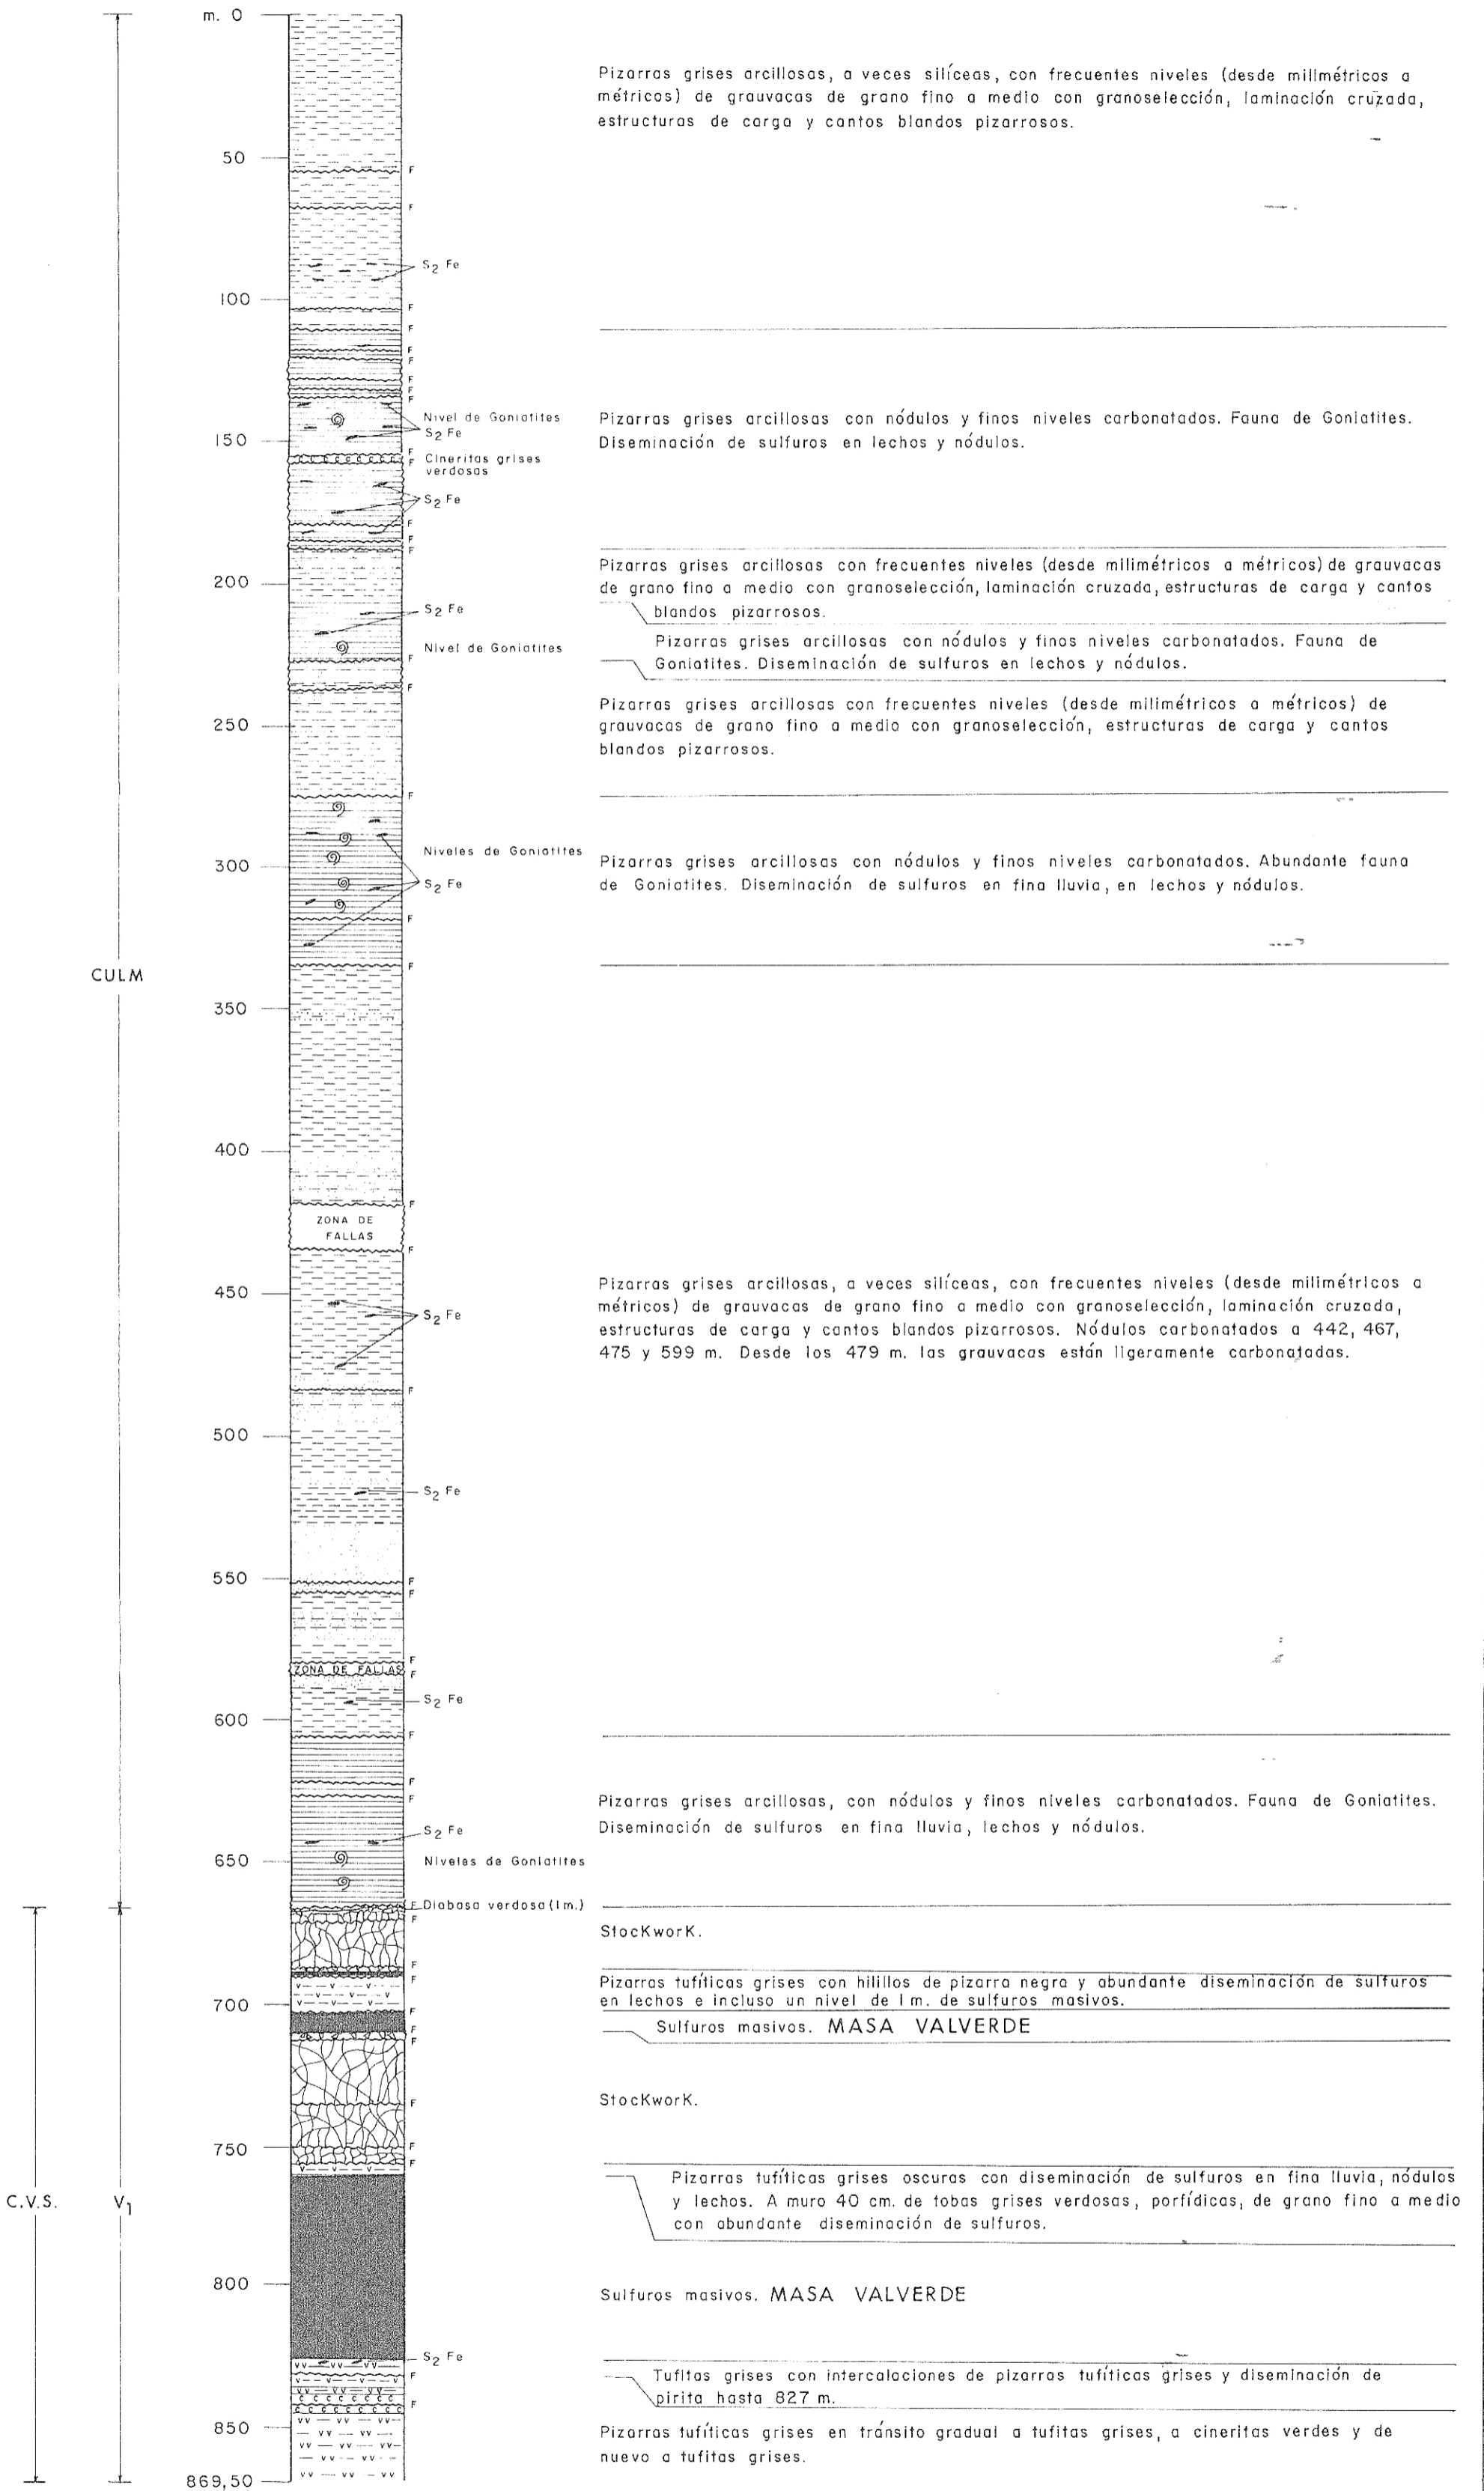 m. 0
Pizarras grises arcillosas, a veces silíceas, con frecuentes niveles (desde milimétricos a
métricos) de grauvacas de grano fino a medio con granoselección, laminación cruzada,
estructuras de carga y cantos blandos pizarrosos.
50
F
F
S2 Fe
100
F
F
F
F
F
F
F
Nivel de Goniatites
S2 Fe
Pizarras grises arcillosas con nódulos y finos niveles carbonatados. Fauna de Goniatites.
Diseminación de sulfuros en lechos y nódulos.
150
F
C C C C C C C C
F
Cineritas grises
verdosas
S2 Fe
F
F
F
Pizarras grises arcillosas con frecuentes niveles (desde milimétricos a métricos) de grauvacas
de grano fino a medio con granoselección, laminación cruzada, estructuras de carga y cantos
blandos pizarrosos.
200
S2 Fe
Nivel de Goniatites
F
Pizarras grises arcillosas con nódulos y finos niveles carbonatados. Fauna de
Goniatites. Diseminación de sulfuros en lechos y nódulos.
F
Pizarras grises arcillosas con frecuentes niveles (desde milimétricos a métricos) de
grauvacas de grano fino a medio con granoselección, estructuras de carga y cantos
blandos pizarrosos.
250
F
Niveles de Goniatites
S2 Fe
Pizarras grises arcillosas con nódulos y finos niveles carbonatados. Abundante fauna
de Goniatites. Diseminación de sulfuros en fina lluvia, en lechos y nódulos.
300
F
F
CULM
350
400
F
ZONA DE
FALLAS
F
450
S2 Fe
Pizarras grises arcillosas, a veces silíceas, con frecuentes niveles (desde milimétricos a
métricos) de grauvacas de grano fino a medio con granoselección, laminación cruzada,
estructuras de carga y cantos blandos pizarrosos. Nódulos carbonatados a 442, 467,
475 y 599 m. Desde los 479 m. las grauvacas están ligeramente carbonatadas.
F
500
S2 Fe
550
F
F
F
ZONA DE FALLAS
F
S2 Fe
600
F
F
F
Pizarras grises arcillosas, con nódulos y finos niveles carbonatados. Fauna de Goniatites.
Diseminación de sulfuros en fina lluvia, lechos y nódulos.
S2 Fe
650
Niveles de Goniatites
F
Diabasa verdosa (1 m.)
F
StocKworK.
F
F
Pizarras tufíticas grises con hilillos de pizarra negra y abundante diseminación de sulfuros
en lechos e incluso un nivel de 1 m. de sulfuros masivos.
700
F
F
F
Sulfuros masivos. MASA VALVERDE
StocKworK.
F
750
F
F
Pizarras tufíticas grises oscuras con diseminación de sulfuros en fina lluvia, nódulos
y lechos. A muro 40 cm. de tobas grises verdosas, porfídicas, de grano fino a medio
con abundante diseminación de sulfuros.
C.V.S.
V1
800
Sulfuros masivos. MASA VALVERDE
S2 Fe
F
Tufitas grises con intercalaciones de pizarras tufíticas grises y diseminación de
pirita hasta 827 m.
F
850
Pizarras tufíticas grises en tránsito gradual a tufitas grises, a cineritas verdes y de
nuevo a tufitas grises.
869,50